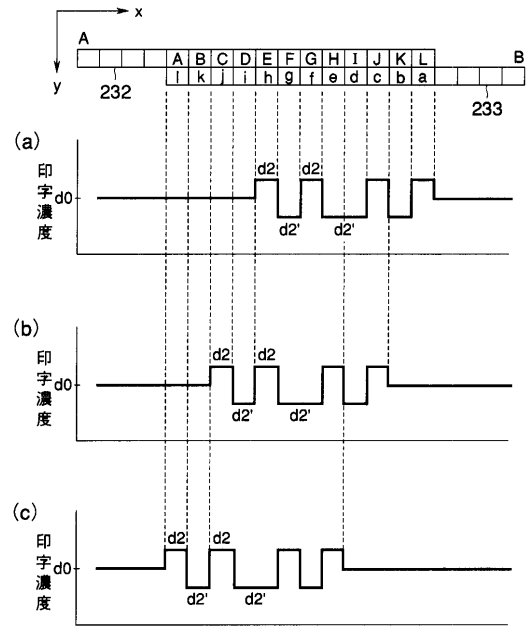 x
A
A B C D E F G H I J K L
B
l k j i h g f e d c b a
y
232
233
(a)
印字濃度
d0
d2
d2
d2'
d2'
(b)
印字濃度
d0
d2
d2
d2'
d2'
(c)
印字濃度
d0
d2
d2
d2'
d2'